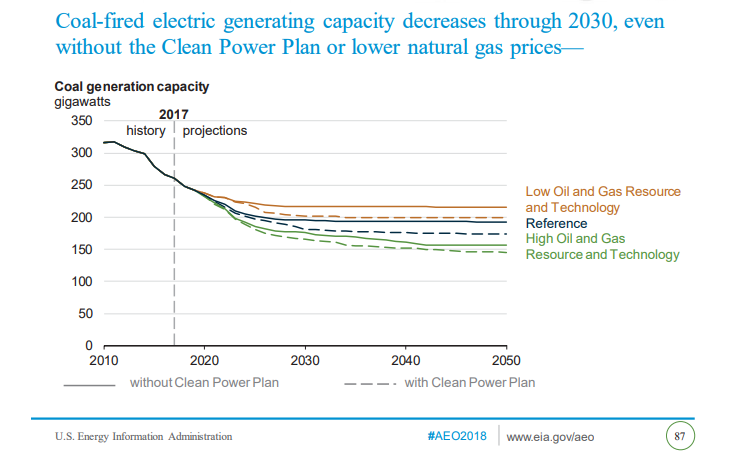 Coal-fired electric generating capacity decreases through 2030, even
without the Clean Power Plan or lower natural gas prices—
Coal generation capacity
gigawatts
2017
history
projections
350
300
250
200
150
100
50
0
Low Oil and Gas Resource
and Technology
Reference
High Oil and Gas
Resource and Technology
2010
2020
2030
2040
2050
without Clean Power Plan
with Clean Power Plan
U.S. Energy Information Administration
#AEO2018
www.eia.gov/aeo
87